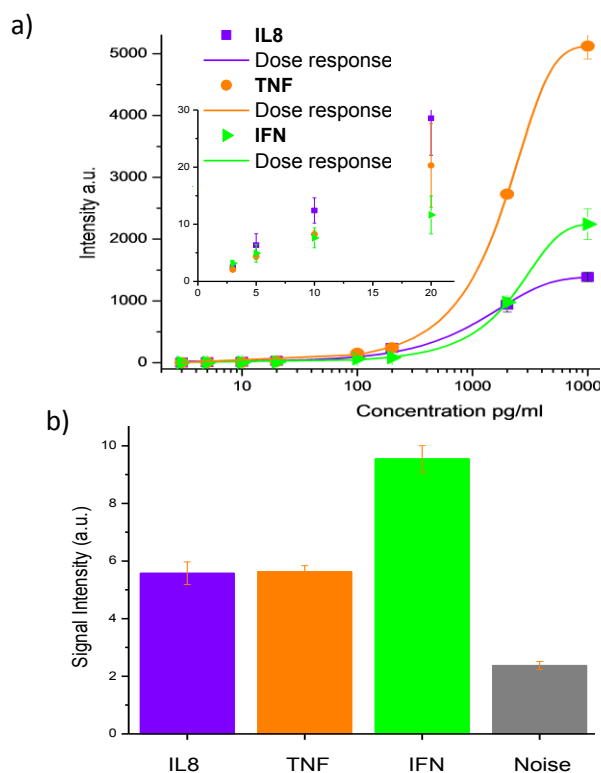 a)
IL8
Dose response
TNF
Dose response
IFN
Dose response
5000
4000
3000
2000
1000
0
Intensity a.u.
30
20
10
0
0 5 10 15 20
10 100 1000 1000
Concentration pg/ml
b)
10
8
6
4
2
0
Signal Intensity (a.u.)
IL8 TNF IFN Noise